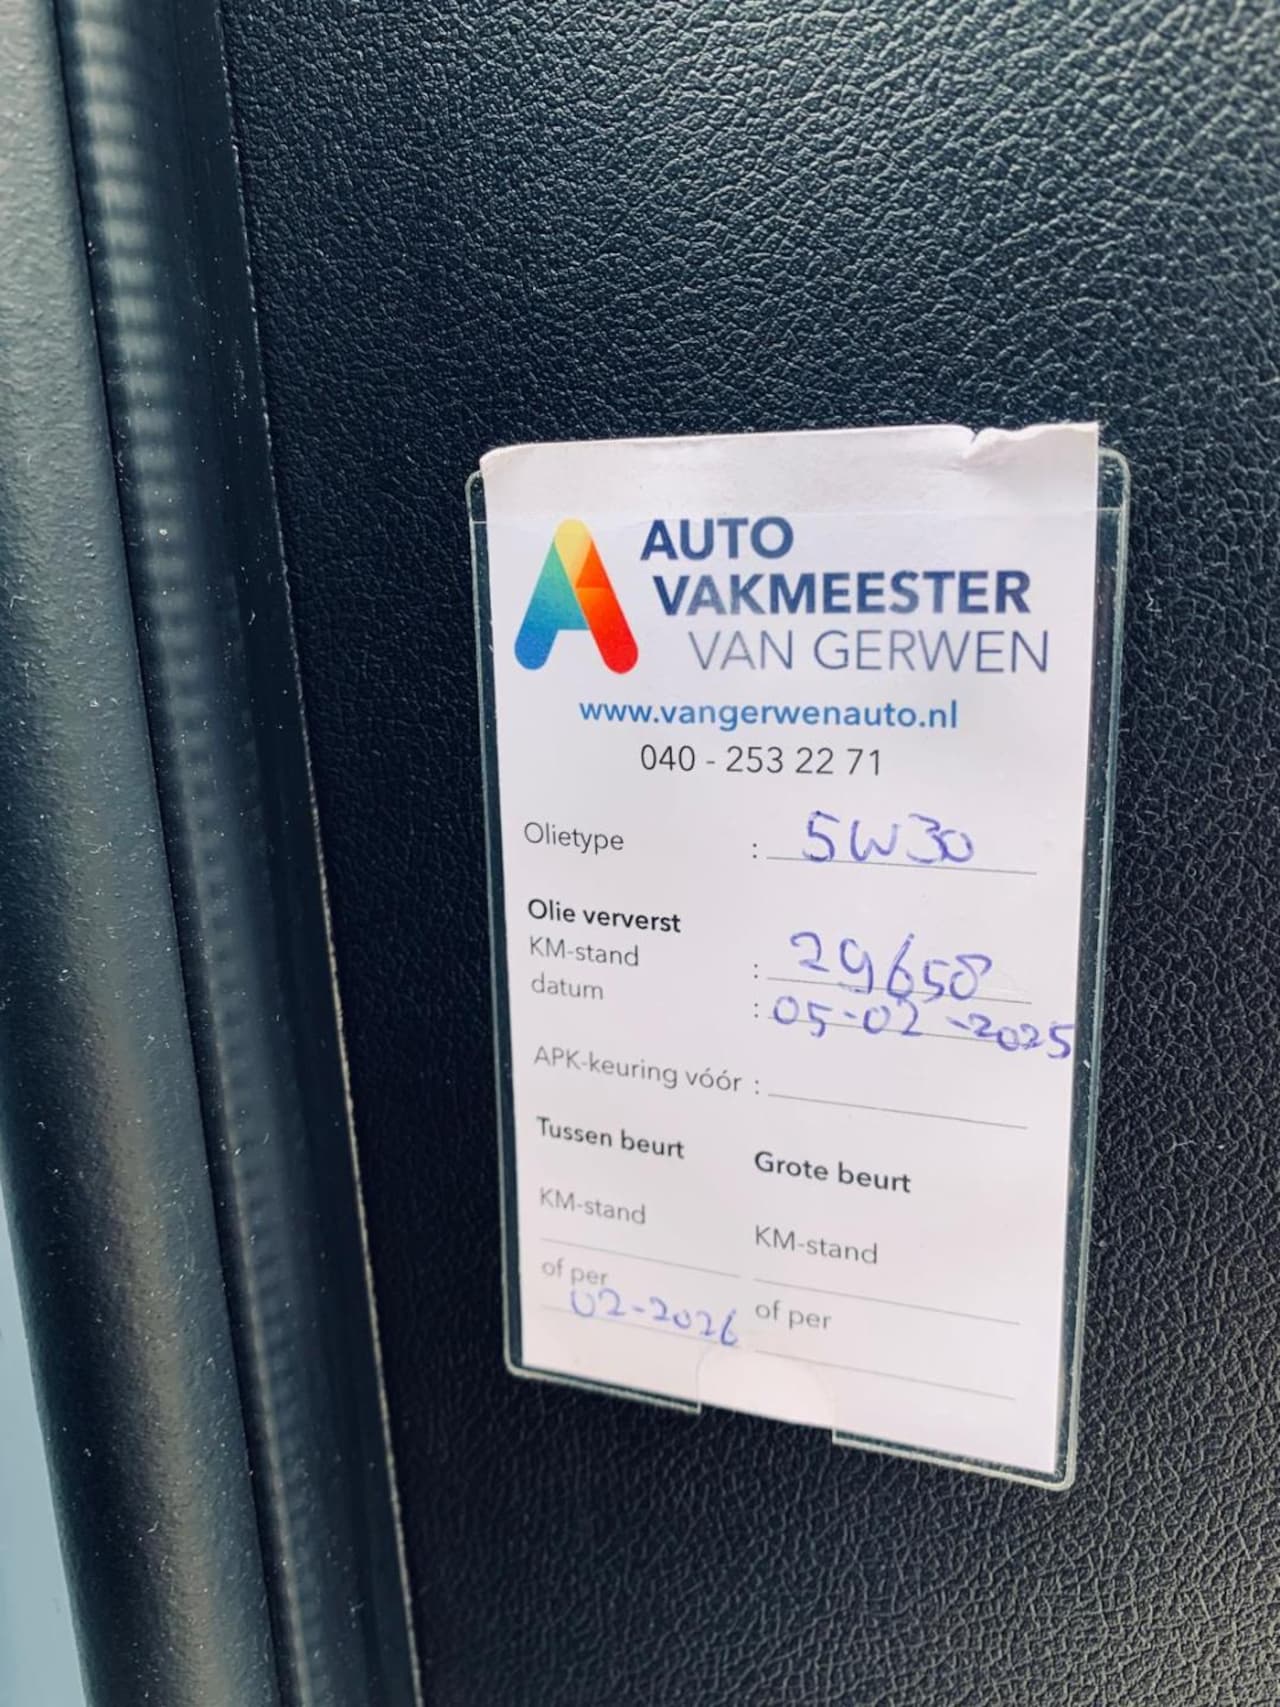 AUTO
VAKMEESTER
VAN GERWEN
www.vangerwenauto.nl
040 - 253 22 71
Olietype : 5W30
Olie ververst
KM-stand : 29658
datum : 05-02-2025
APK-keuring vóór :
Tussen beurt
KM-stand
of per
02-2026
Grote beurt
KM-stand
of per